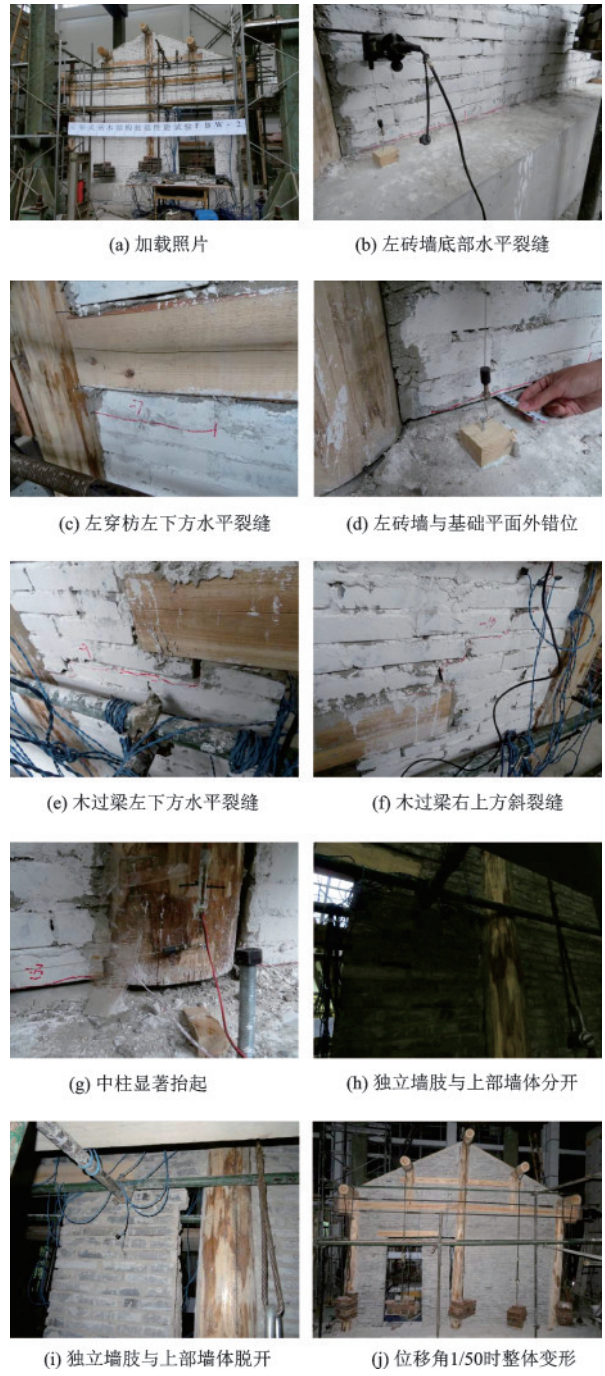 (a) 加载照片
(b) 左砖墙底部水平裂缝
(c) 左穿枋左下方水平裂缝
(d) 左砖墙与基础平面外错位
(e) 木过梁左下方水平裂缝
(f) 木过梁右上方斜裂缝
(g) 中柱显著抬起
(h) 独立墙肢与上部墙体分开
(i) 独立墙肢与上部墙体脱开
(j) 位移角1/50时整体变形